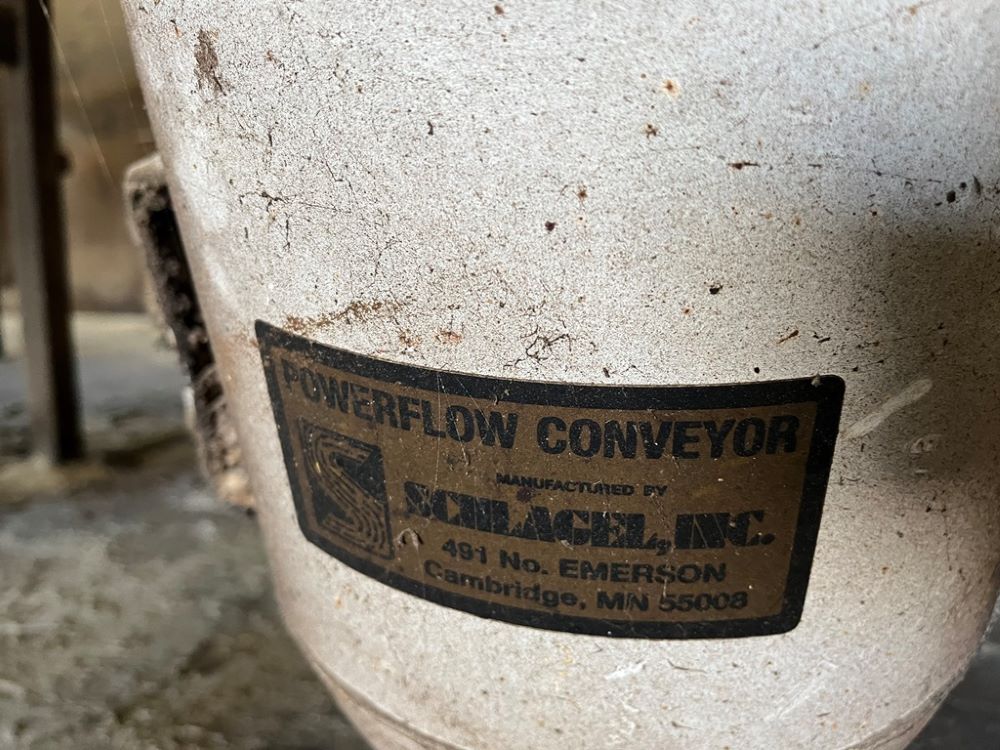 POWERFLOW CONVEYOR
MANUFACTURED BY
S
SCHLAGEL, INC.
491 No. EMERSON
Cambridge, MN 55008